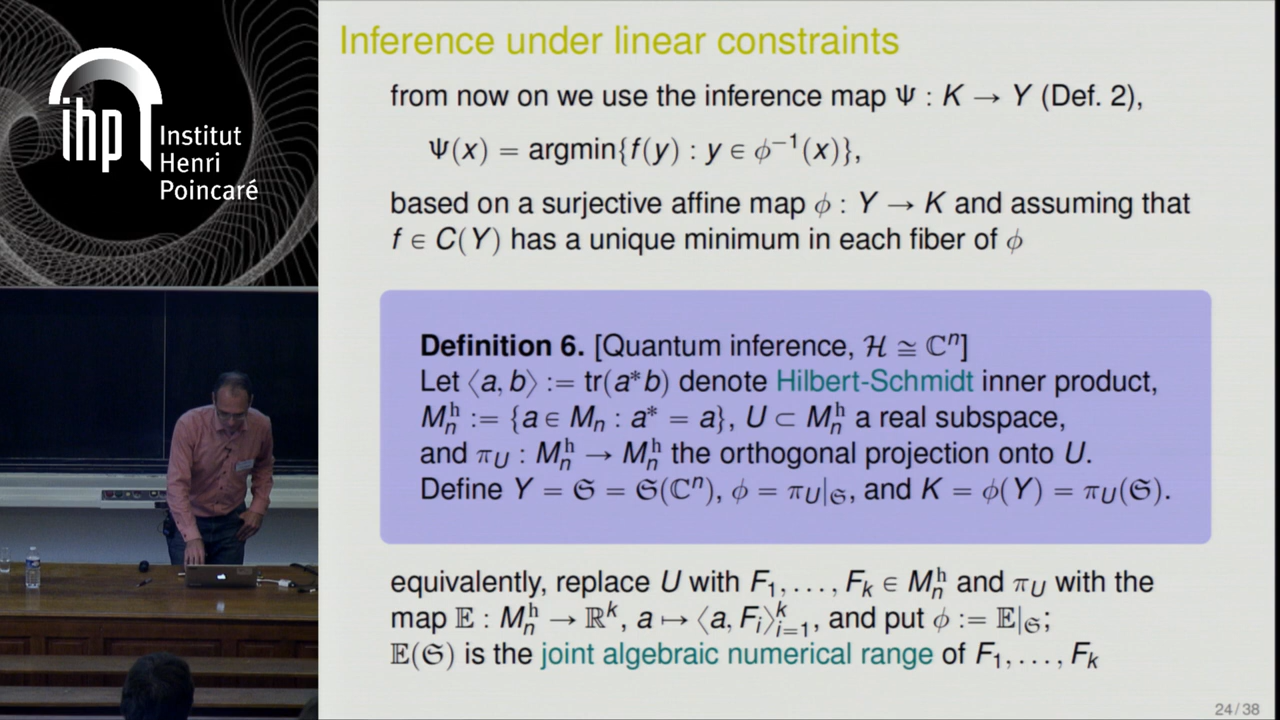 ihp
Institut
Henri
Poincaré
Inference under linear constraints
from now on we use the inference map Ψ : K → Y (Def. 2),
Ψ(x) = argmin{f(y) : y ∈ ϕ⁻¹(x)},
based on a surjective affine map ϕ : Y → K and assuming that
f ∈ C(Y) has a unique minimum in each fiber of ϕ
Definition 6. [Quantum inference, ℋ ≅ ℂⁿ]
Let ⟨a, b⟩ := tr(a*b) denote Hilbert-Schmidt inner product,
Mₙʰ := {a ∈ Mₙ : a* = a}, U ⊂ Mₙʰ a real subspace,
and π_U : Mₙʰ → Mₙʰ the orthogonal projection onto U.
Define Y = 𝔖 = 𝔖(ℂⁿ), ϕ = π_U|_𝔖, and K = ϕ(Y) = π_U(𝔖).
equivalently, replace U with F₁, . . . , Fₖ ∈ Mₙʰ and π_U with the
map 𝔼 : Mₙʰ → ℝᵏ, a ↦ ⟨a, Fᵢ⟩ᵢ₌₁ᵏ, and put ϕ := 𝔼|_𝔖;
𝔼(𝔖) is the joint algebraic numerical range of F₁, . . . , Fₖ
24 / 38